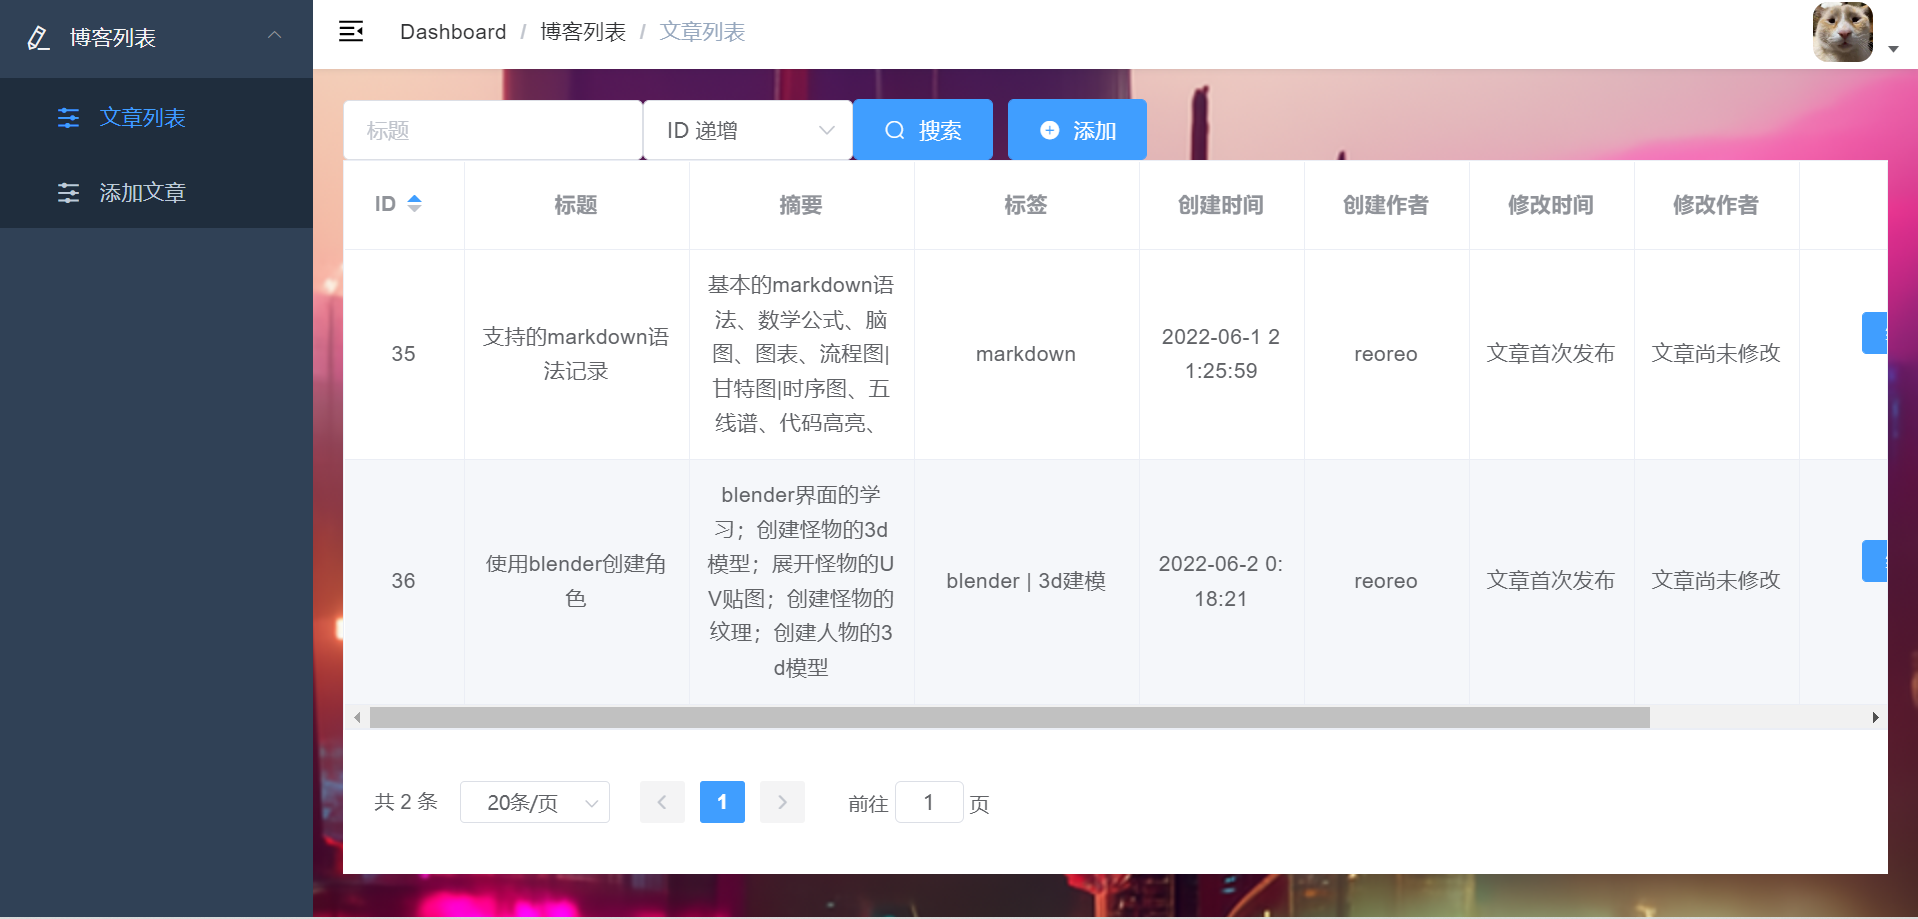 博客列表
文章列表
添加文章
Dashboard / 博客列表 / 文章列表
标题
ID 递增
搜索
添加
ID
标题
摘要
标签
创建时间
创建作者
修改时间
修改作者
35
支持的markdown语
法记录
基本的markdown语
法、数学公式、脑
图、图表、流程图|
甘特图|时序图、五
线谱、代码高亮、
markdown
2022-06-1 2
1:25:59
reoreo
文章首次发布
文章尚未修改
36
使用blender创建角
色
blender界面的学
习；创建怪物的3d
模型；展开怪物的U
V贴图；创建怪物的
纹理；创建人物的3
d模型
blender | 3d建模
2022-06-2 0:
18:21
reoreo
文章首次发布
文章尚未修改
共 2 条
20条/页
1
前往 1 页